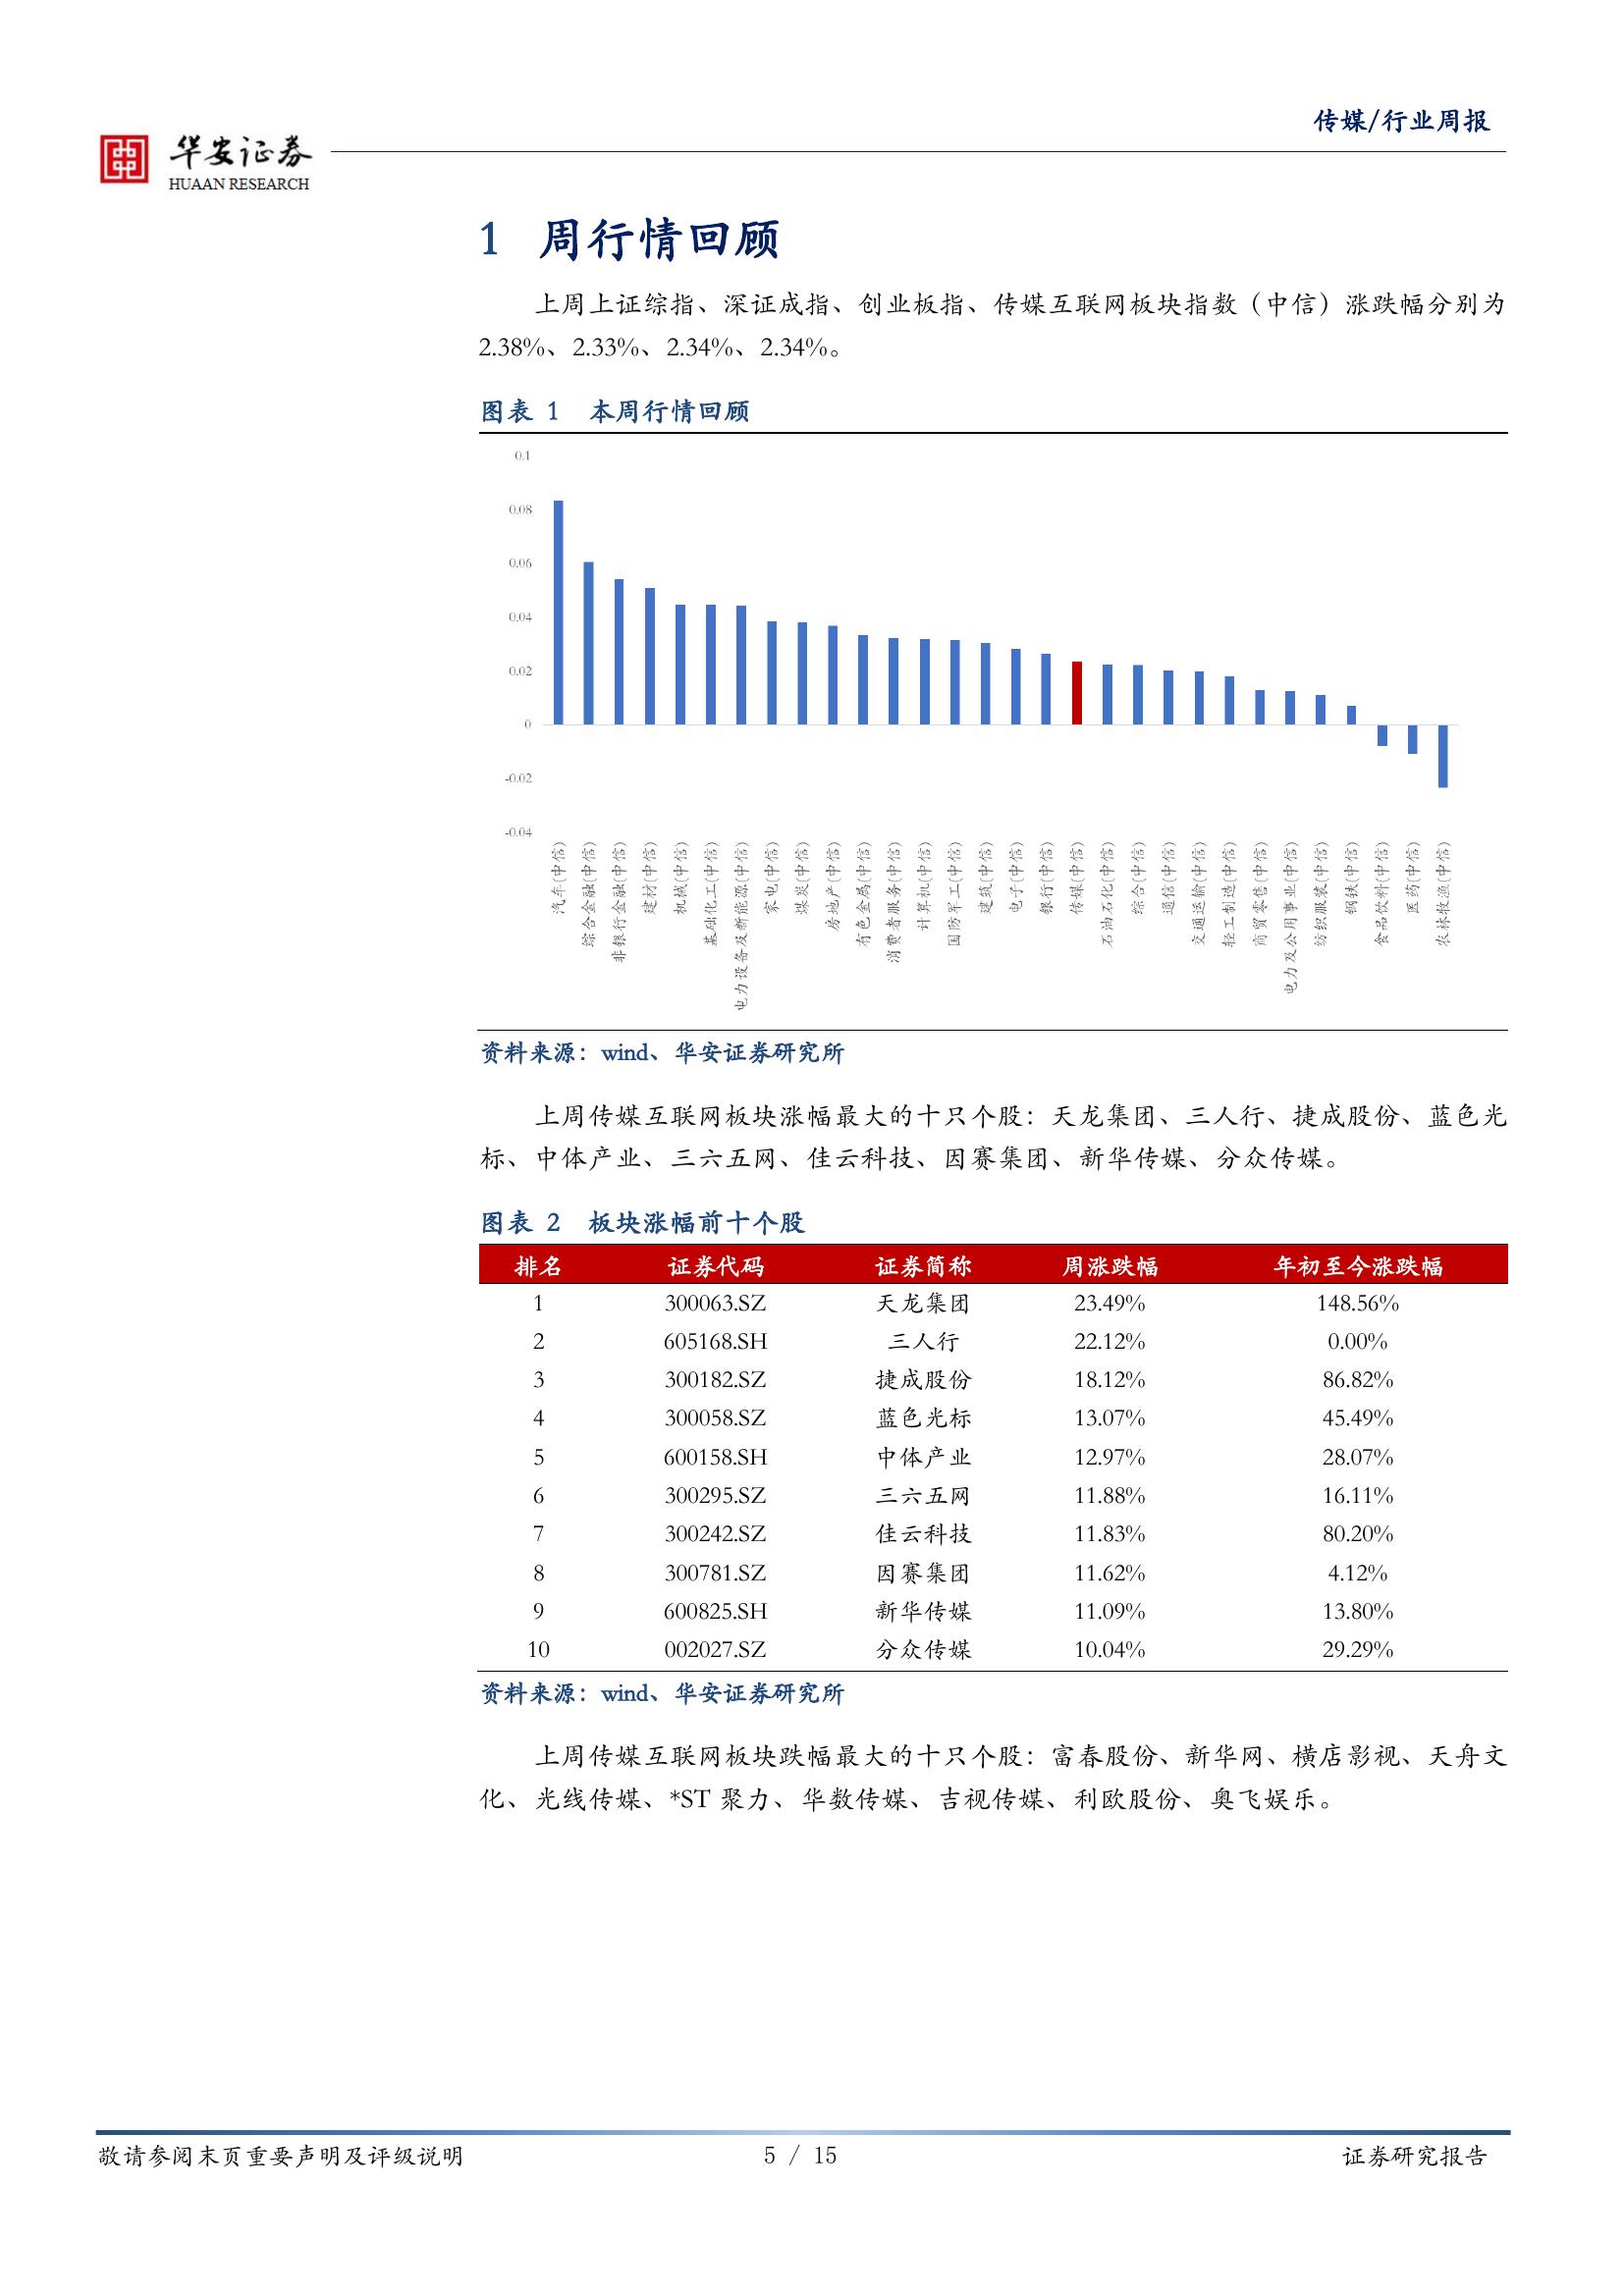 传媒/行业周报
华安证券
HUAAN RESEARCH
1 周行情回顾
上周上证综指、深证成指、创业板指、传媒互联网板块指数（中信）涨跌幅分别为
2.38%、2.33%、2.34%、2.34%。
图表 1 本周行情回顾
0.1
0.08
0.06
0.04
0.02
0
-0.02
-0.04
汽车(中信)
综合金融(中信)
非银行金融(中信)
建材(中信)
机械(中信)
基础化工(中信)
电力设备及新能源(中信)
家电(中信)
煤炭(中信)
房地产(中信)
有色金属(中信)
消费者服务(中信)
计算机(中信)
国防军工(中信)
建筑(中信)
电子(中信)
银行(中信)
传媒(中信)
石油石化(中信)
综合(中信)
通信(中信)
交通运输(中信)
轻工制造(中信)
商贸零售(中信)
电力及公用事业(中信)
纺织服装(中信)
钢铁(中信)
食品饮料(中信)
医药(中信)
农林牧渔(中信)
资料来源：wind、华安证券研究所
上周传媒互联网板块涨幅最大的十只个股：天龙集团、三人行、捷成股份、蓝色光
标、中体产业、三六五网、佳云科技、因赛集团、新华传媒、分众传媒。
图表 2 板块涨幅前十个股
排名 证券代码 证券简称 周涨跌幅 年初至今涨跌幅
1 300063.SZ 天龙集团 23.49% 148.56%
2 605168.SH 三人行 22.12% 0.00%
3 300182.SZ 捷成股份 18.12% 86.82%
4 300058.SZ 蓝色光标 13.07% 45.49%
5 600158.SH 中体产业 12.97% 28.07%
6 300295.SZ 三六五网 11.88% 16.11%
7 300242.SZ 佳云科技 11.83% 80.20%
8 300781.SZ 因赛集团 11.62% 4.12%
9 600825.SH 新华传媒 11.09% 13.80%
10 002027.SZ 分众传媒 10.04% 29.29%
资料来源：wind、华安证券研究所
上周传媒互联网板块跌幅最大的十只个股：富春股份、新华网、横店影视、天舟文
化、光线传媒、*ST 聚力、华数传媒、吉视传媒、利欧股份、奥飞娱乐。
敬请参阅末页重要声明及评级说明 5 / 15 证券研究报告